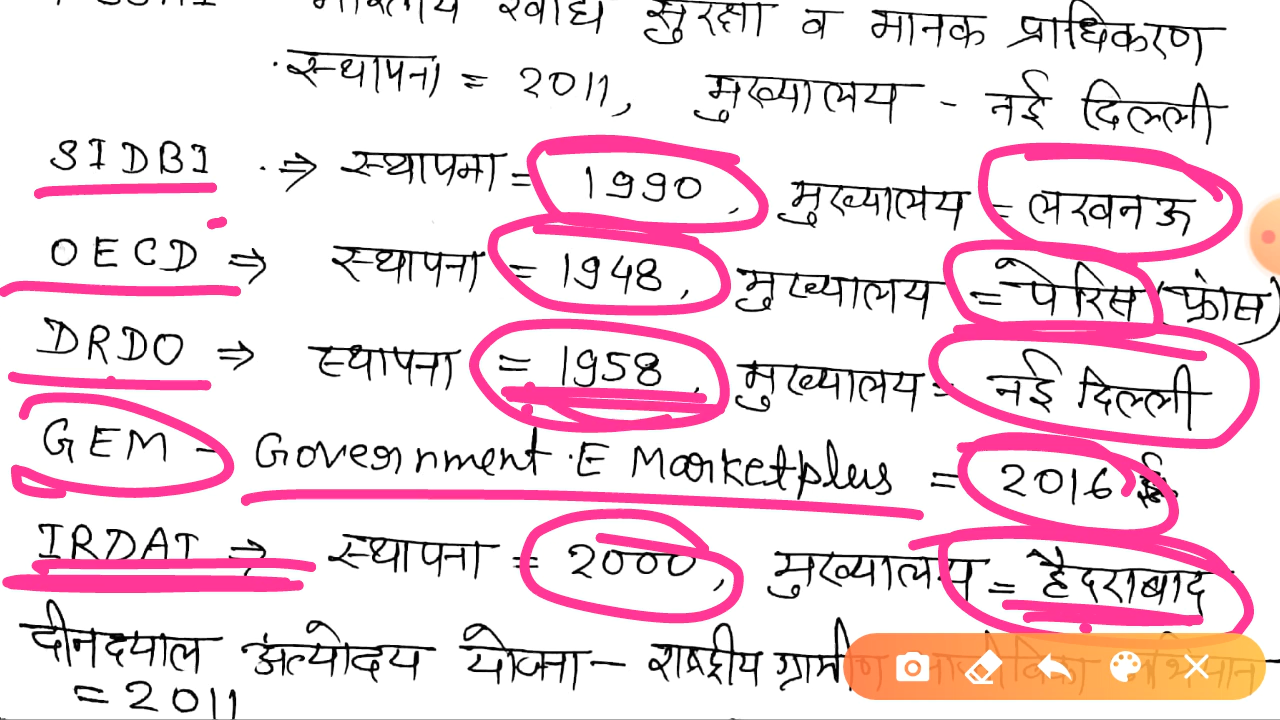 भारतीय खाद्य सुरक्षा व मानक प्राधिकरण
स्थापना = 2011, मुख्यालय - नई दिल्ली
SIDBI ⇒ स्थापना = 1990, मुख्यालय = लखनऊ
OECD ⇒ स्थापना = 1948, मुख्यालय = पेरिस (फ्रांस)
DRDO ⇒ स्थापना = 1958, मुख्यालय = नई दिल्ली
GEM - Government E Marketplus = 2016 ई.
IRDAI ⇒ स्थापना = 2000, मुख्यालय = हैदराबाद
दीनदयाल अंत्योदय योजना - राष्ट्रीय ग्रामीण
= 2011